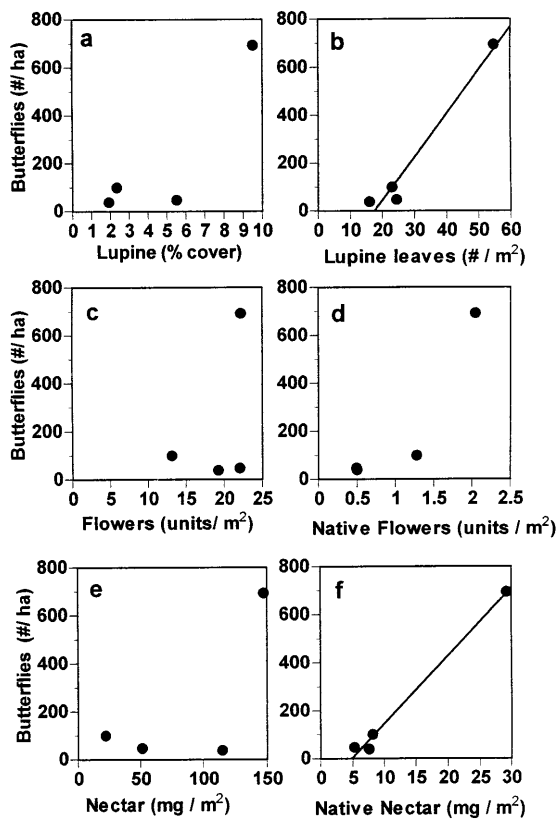 a
b
800
600
400
200
0
Butterflies (#/ ha)
0 1 2 3 4 5 6 7 8 9 10
0 10 20 30 40 50 60
Lupine (% cover)
Lupine leaves (# / m²)
c
d
800
600
400
200
0
800
600
400
200
0
Butterflies (#/ ha)
0 5 10 15 20 25
0 0.5 1 1.5 2 2.5
Flowers (units/ m²)
Native Flowers (units / m²)
e
f
800
600
400
200
0
800
600
400
200
0
Butterflies (#/ ha)
0 50 100 150
0 5 10 15 20 25 30
Nectar (mg / m²)
Native Nectar (mg / m²)
800
600
400
200
0